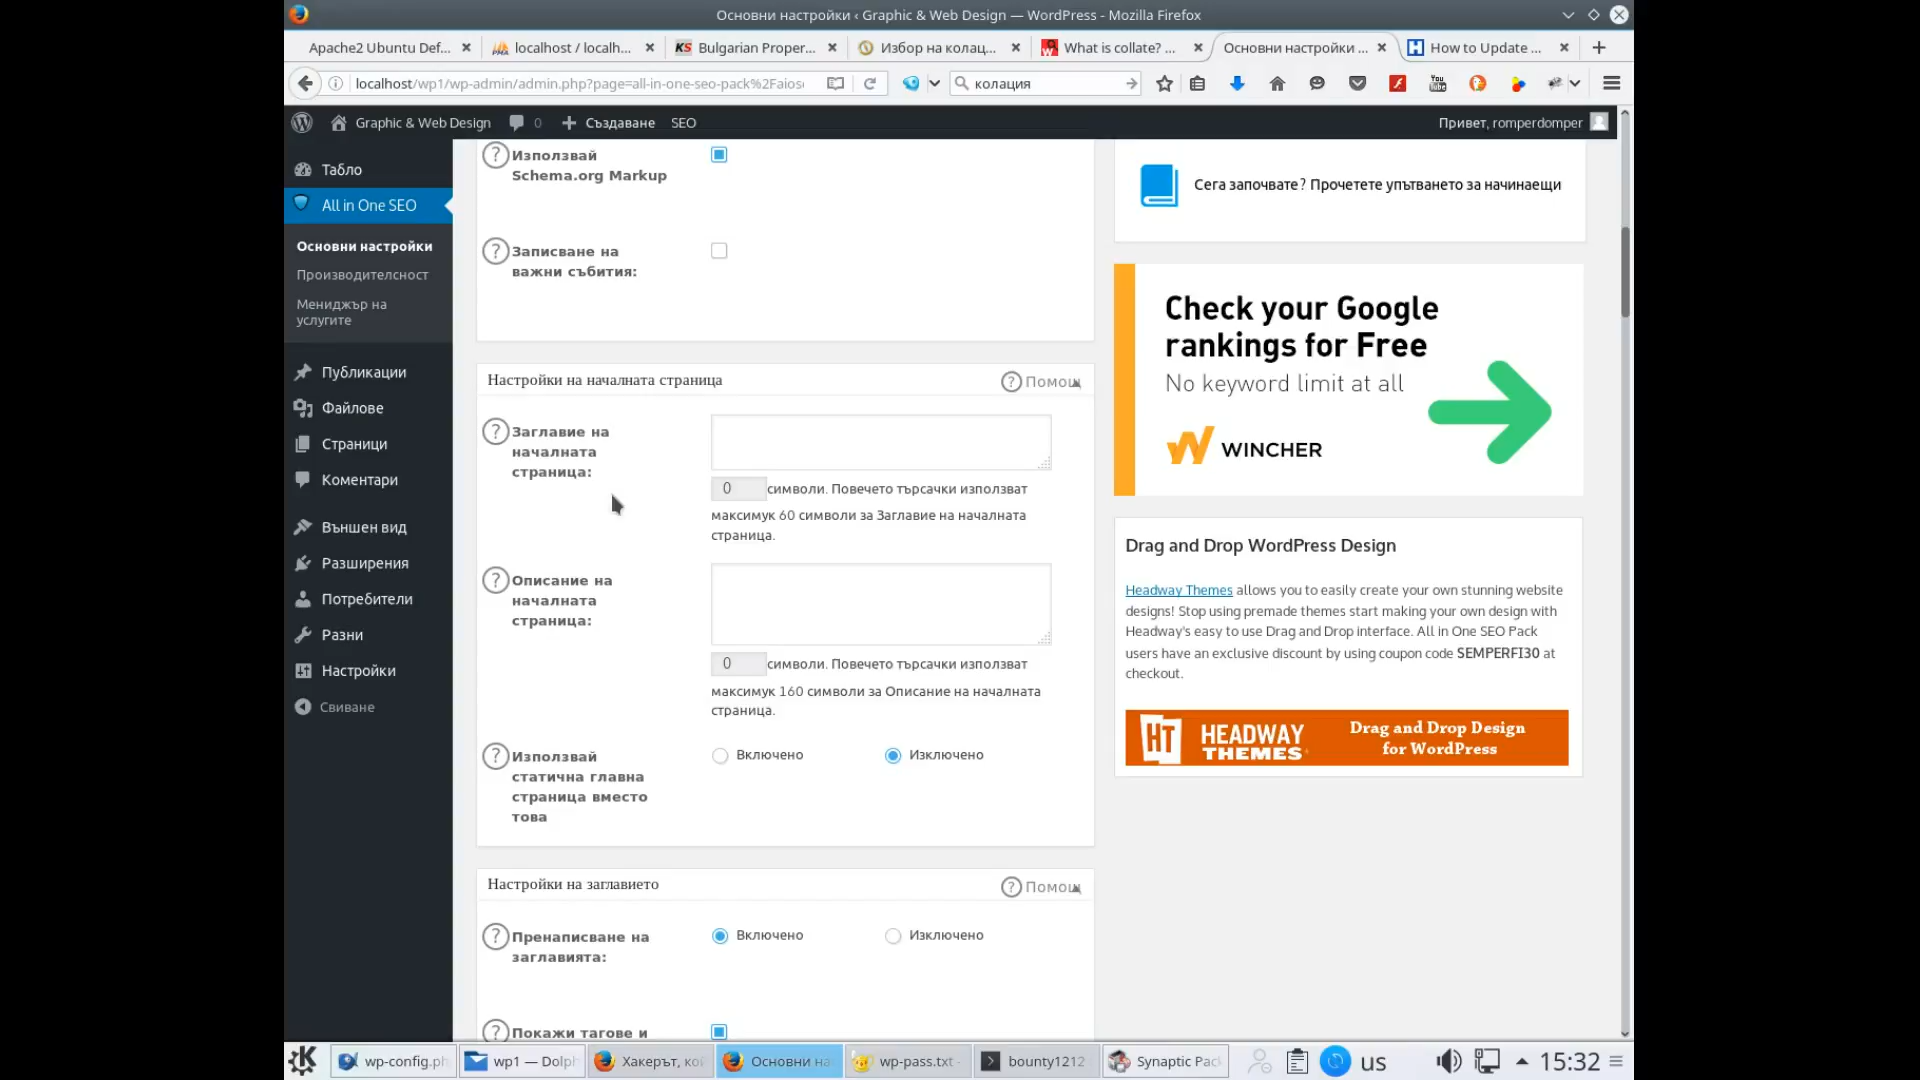 Основни настройки ‹ Graphic & Web Design — WordPress - Mozilla Firefox
Apache2 Ubuntu Def...
localhost / localh...
KS Bulgarian Proper...
Избор на колац...
What is collate? ...
Основни настройки ...
How to Update ...
localhost/wp1/wp-admin/admin.php?page=all-in-one-seo-pack%2Faios
колация
Graphic & Web Design
0
Създаване
SEO
Привет, romperdomper
Табло
All in One SEO
Основни настройки
Производителсност
Мениджър на
услугите
Публикации
Файлове
Страници
Коментари
Външен вид
Разширения
Потребители
Разни
Настройки
Свиване
Използвай
Schema.org Markup
Записване на
важни събития:
Настройки на началната страница
Помощ
Заглавие на
началната
страница:
0 символи. Повечето търсачки използват
максимук 60 символи за Заглавие на началната
страница.
Описание на
началната
страница:
0 символи. Повечето търсачки използват
максимук 160 символи за Описание на началната
страница.
Използвай
статична главна
страница вместо
това
Включено
Изключено
Настройки на заглавието
Помощ
Пренаписване на
заглавията:
Включено
Изключено
Покажи тагове и
Сега започвате? Прочетете упътването за начинаещи
Check your Google
rankings for Free
No keyword limit at all
WINCHER
Drag and Drop WordPress Design
Headway Themes allows you to easily create your own stunning website
designs! Stop using premade themes start making your own design with
Headway's easy to use Drag and Drop interface. All in One SEO Pack
users have an exclusive discount by using coupon code SEMPERFI30 at
checkout.
HT HEADWAY
THEMES
Drag and Drop Design
for WordPress
wp-config.ph
wp1 — Dolph
Хакерът, кой
Основни на
wp-pass.txt -
bounty1212
Synaptic Pac
us
15:32